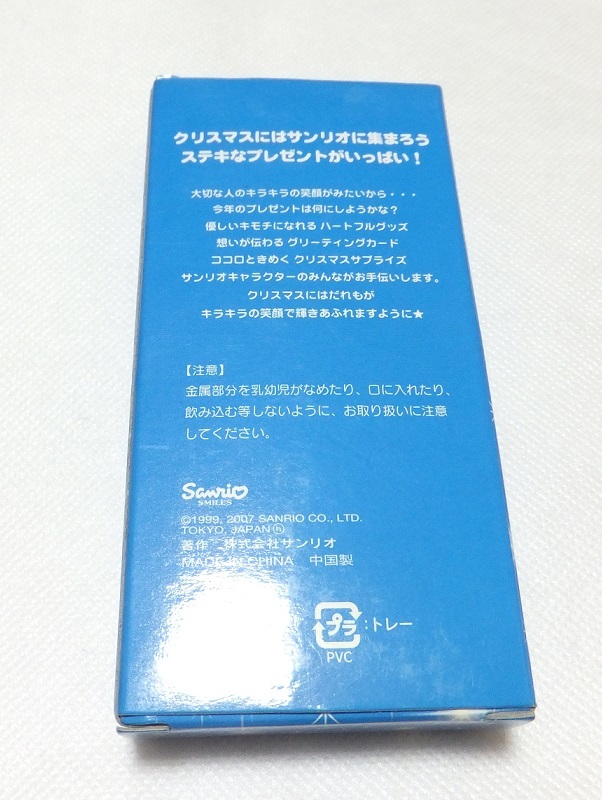 クリスマスにはサンリオに集まろう
ステキなプレゼントがいっぱい！
大切な人のキラキラの笑顔がみたいから・・・
今年のプレゼントは何にしようかな？
優しいキモチになれる ハートフルグッズ
想いが伝わる グリーティングカード
ココロときめく クリスマスサプライズ
サンリオキャラクターのみんながお手伝いします。
クリスマスにはだれもが
キラキラの笑顔で輝きあふれますように★
【注意】
金属部分を乳幼児がなめたり、口に入れたり、
飲み込む等しないように、お取り扱いに注意
してください。
Sanrio
SMILES
©1999, 2007 SANRIO CO., LTD.
TOKYO, JAPAN ⓗ
著作 株式会社サンリオ
MADE IN CHINA 中国製
プラ :トレー
PVC